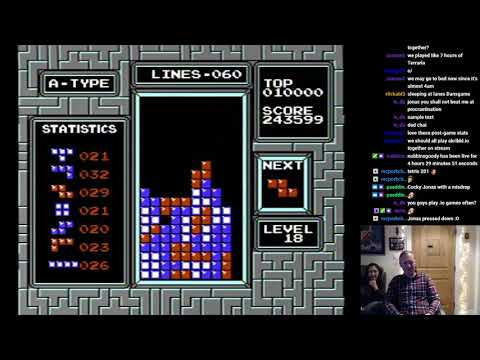 A-TYPE
LINES-060
TOP
010000
SCORE
243599
STATISTICS
021
032
029
021
020
023
026
NEXT
LEVEL
18
together?
we played like 7 hours of
Terraria
o/
we may go to bed now since it's
almost 4am
sleeping at lunes Dansgame
jonas you shall not beat me at
procrastination
sample text
ded chat
love these post-game stats
we should all play skribbl.io
together on stream
nubbinsgoody has been live for
4 hours 29 minutes 51 seconds
tetris 201
Cocky Jonas with a misdrop
you guys play .io games often?
Jonas pressed down :O